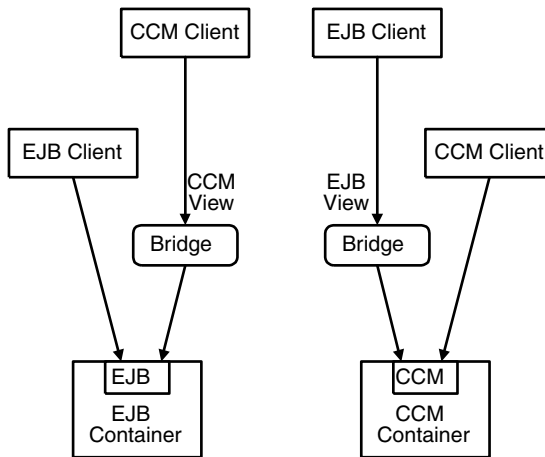 CCM Client
EJB Client
EJB Client
CCM Client
CCM
View
EJB
View
Bridge
Bridge
EJB
EJB
Container
CCM
CCM
Container